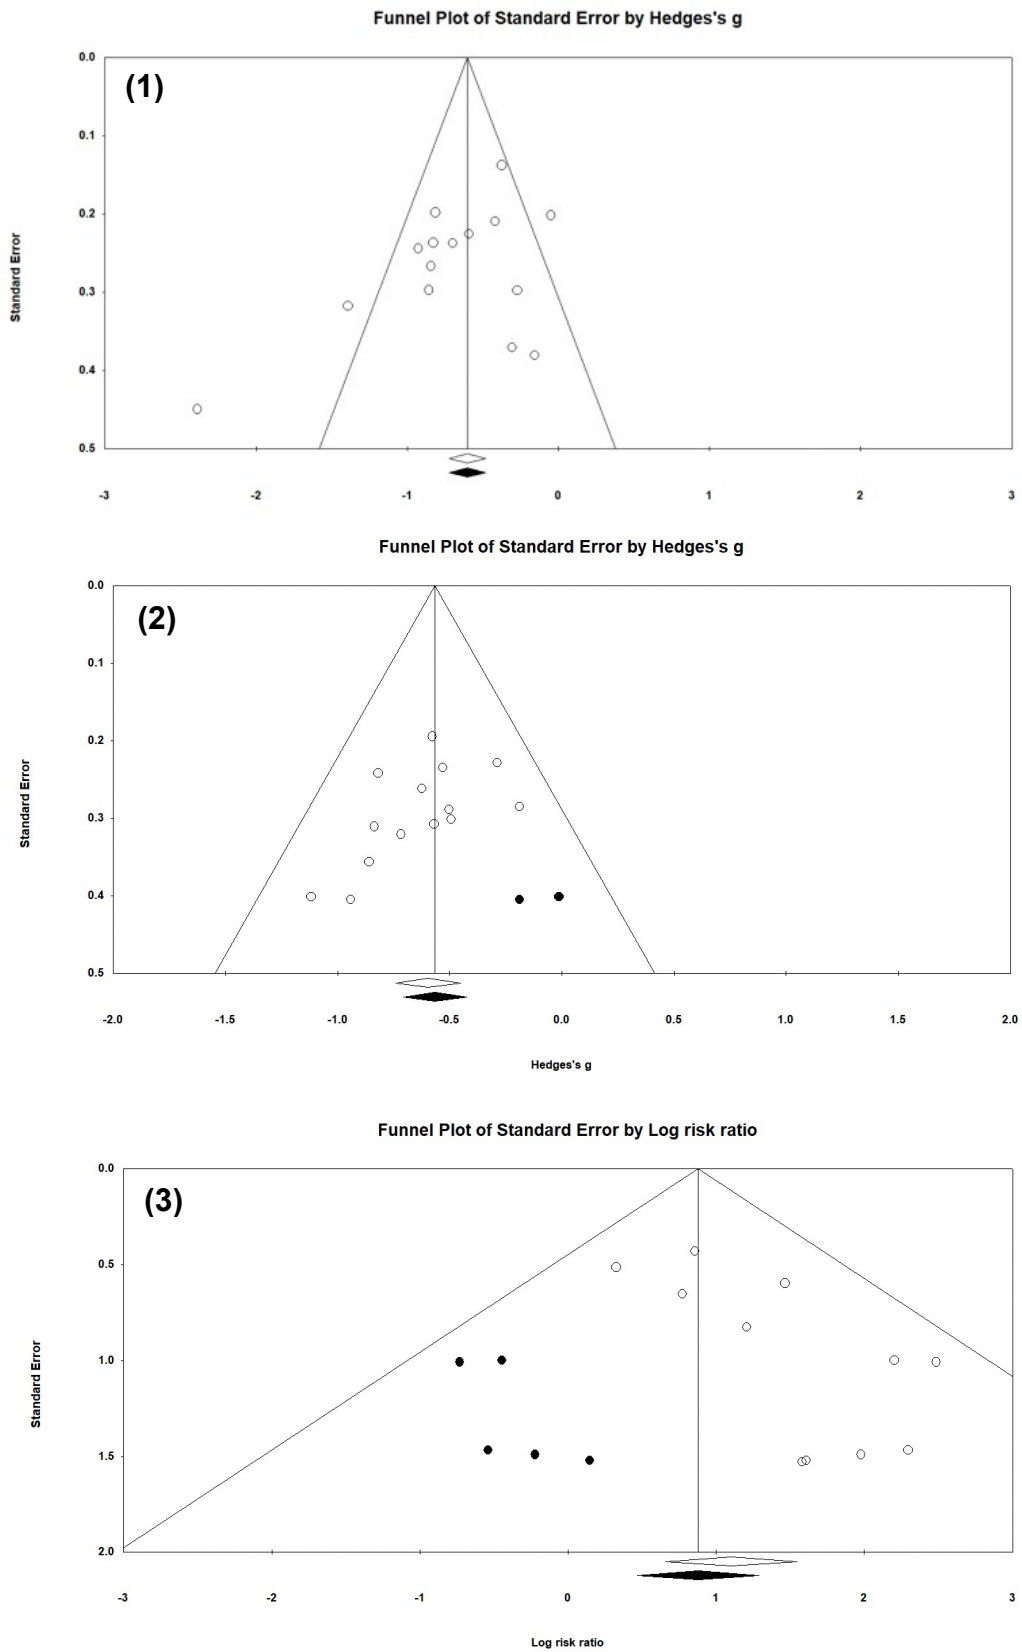 Funnel Plot of Standard Error by Hedges's g
(1)
0.0
0.1
0.2
0.3
0.4
0.5
Standard Error
-3 -2 -1 0 1 2 3
Funnel Plot of Standard Error by Hedges's g
(2)
0.0
0.1
0.2
0.3
0.4
0.5
Standard Error
-2.0 -1.5 -1.0 -0.5 0.0 0.5 1.0 1.5 2.0
Hedges's g
Funnel Plot of Standard Error by Log risk ratio
(3)
0.0
0.5
1.0
1.5
2.0
Standard Error
-3 -2 -1 0 1 2 3
Log risk ratio